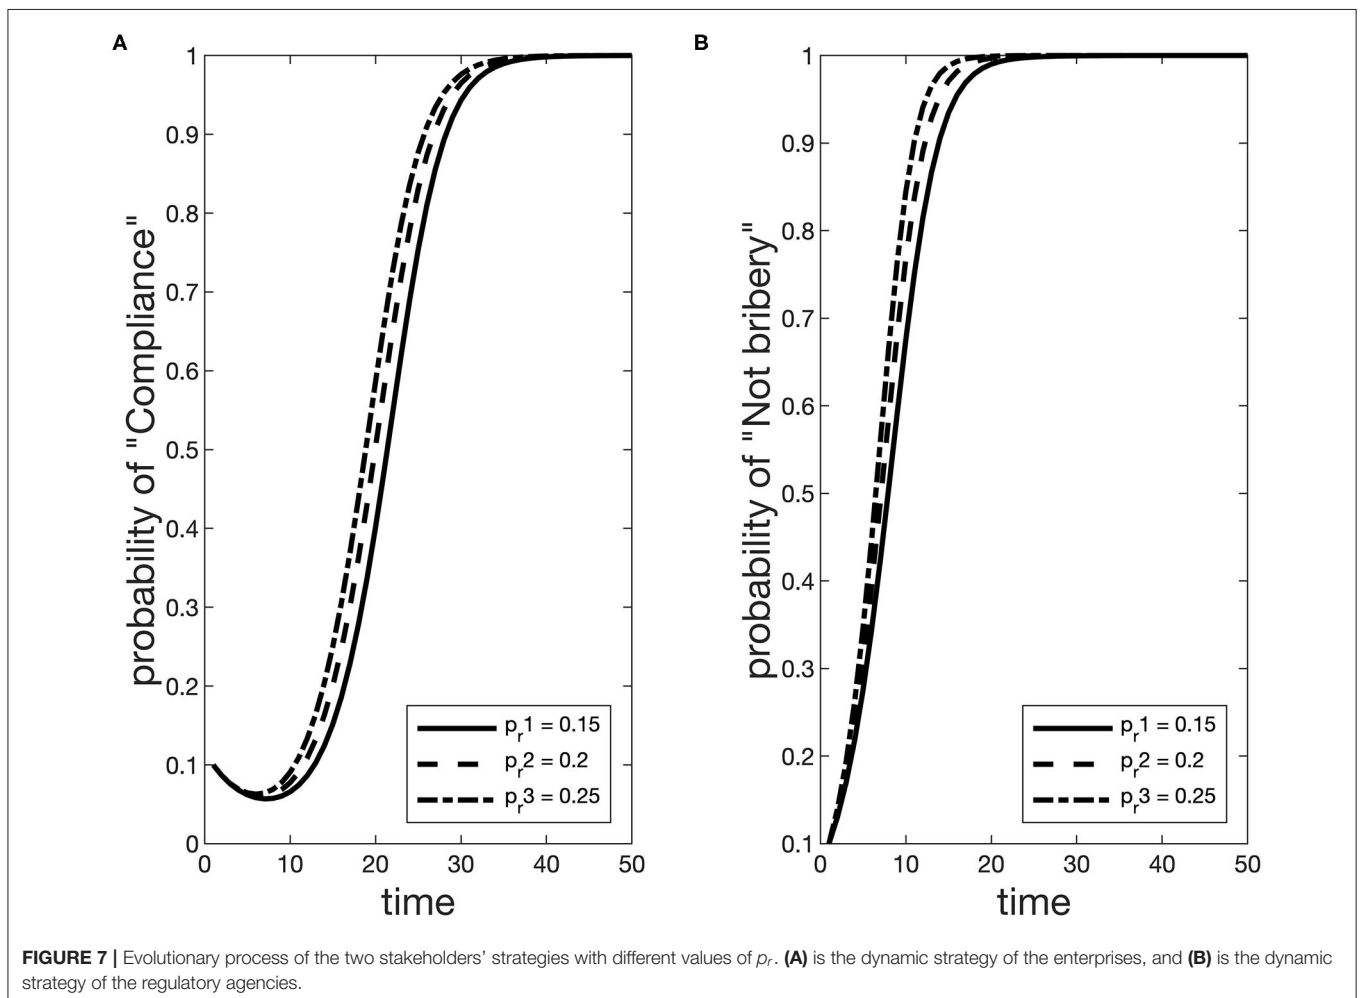 A
probability of "Compliance"
1
0.9
0.8
0.7
0.6
0.5
0.4
0.3
0.2
0.1
0
0 10 20 30 40 50
time
p_r1 = 0.15
p_r2 = 0.2
p_r3 = 0.25
B
probability of "Not bribery"
1
0.9
0.8
0.7
0.6
0.5
0.4
0.3
0.2
0.1
0 10 20 30 40 50
time
p_r1 = 0.15
p_r2 = 0.2
p_r3 = 0.25
FIGURE 7 | Evolutionary process of the two stakeholders’ strategies with different values of p_r. (A) is the dynamic strategy of the enterprises, and (B) is the dynamic
strategy of the regulatory agencies.